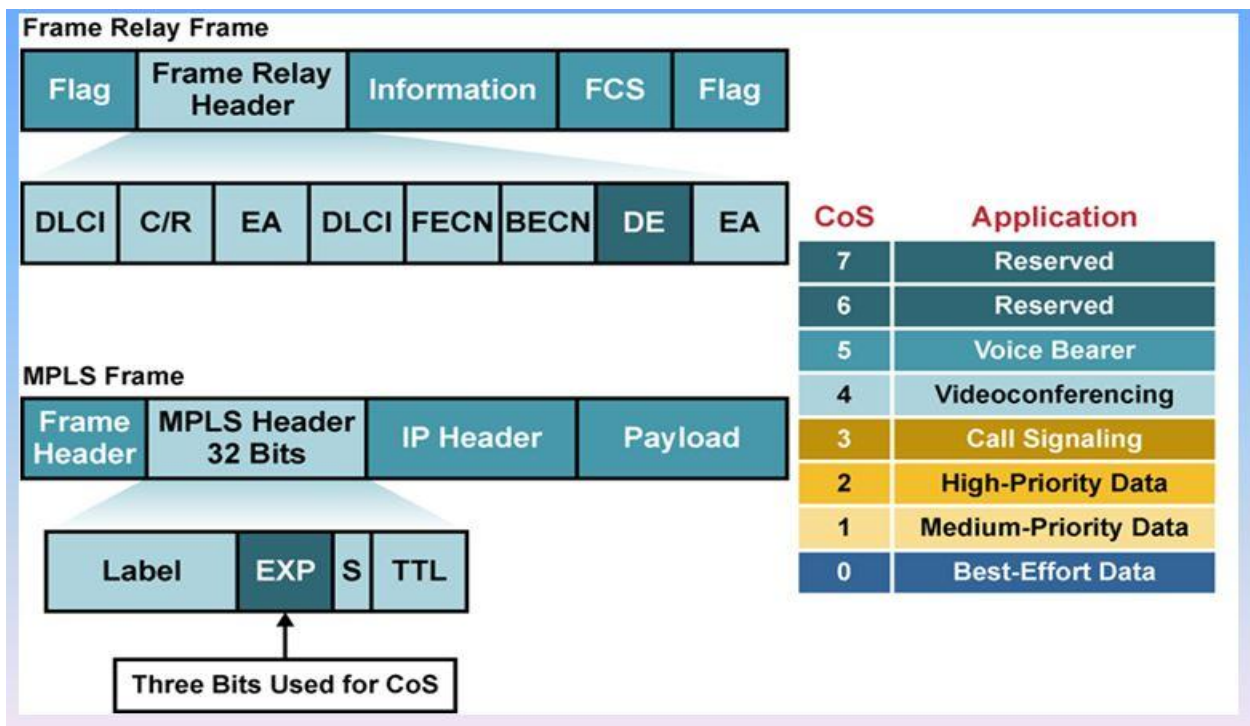 Frame Relay Frame
Flag
Frame Relay
Header
Information
FCS
Flag
DLCI
C/R
EA
DLCI
FECN
BECN
DE
EA
MPLS Frame
Frame
Header
MPLS Header
32 Bits
IP Header
Payload
Label
EXP
S
TTL
Three Bits Used for CoS
CoS Application
7 Reserved
6 Reserved
5 Voice Bearer
4 Videoconferencing
3 Call Signaling
2 High-Priority Data
1 Medium-Priority Data
0 Best-Effort Data